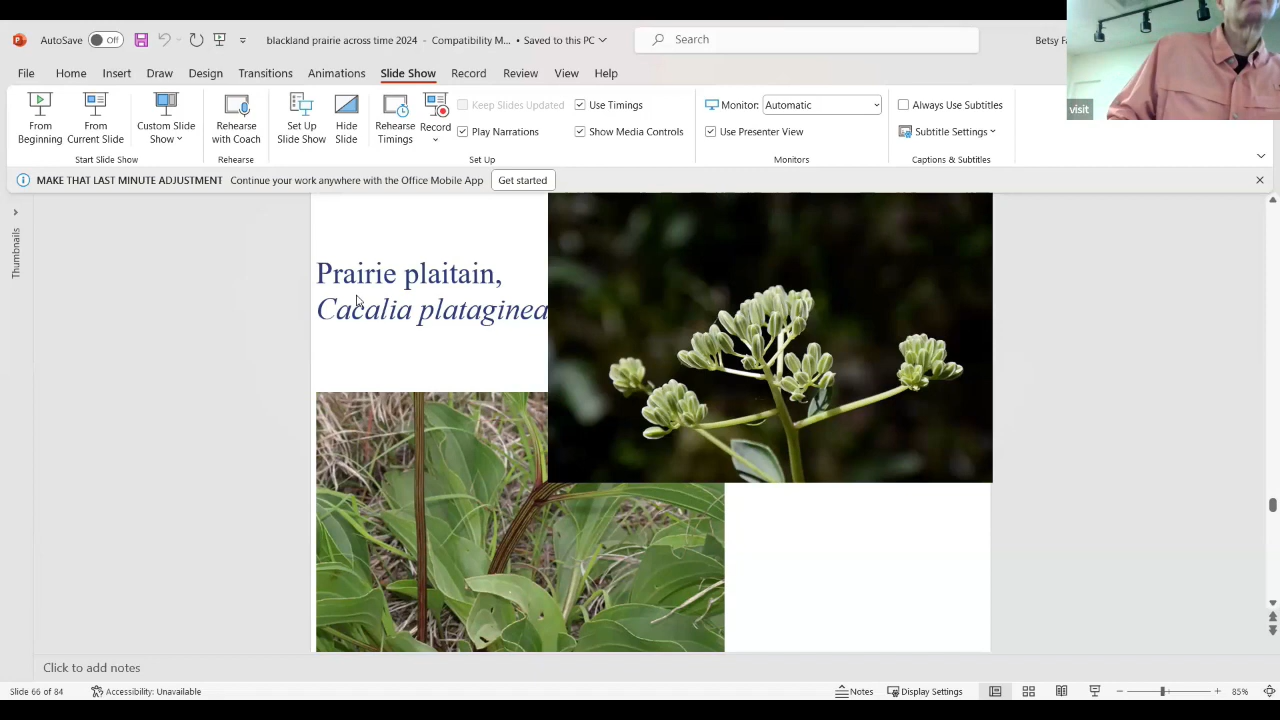 AutoSave Off blackland prairie across time 2024 - Compatibility M... • Saved to this PC Search Betsy
File Home Insert Draw Design Transitions Animations Slide Show Record Review View Help
From Beginning
From Current Slide
Custom Slide Show
Rehearse with Coach
Set Up Slide Show
Hide Slide
Rehearse Timings
Record
Keep Slides Updated
Play Narrations
Use Timings
Show Media Controls
Monitor: Automatic
Use Presenter View
Always Use Subtitles
Subtitle Settings
Start Slide Show Rehearse Set Up Monitors Captions & Subtitles
visit
MAKE THAT LAST MINUTE ADJUSTMENT Continue your work anywhere with the Office Mobile App Get started
Thumbnails
Prairie plaitain,
Cacalia plataginea
Click to add notes
Slide 66 of 84 Accessibility: Unavailable Notes Display Settings 85%